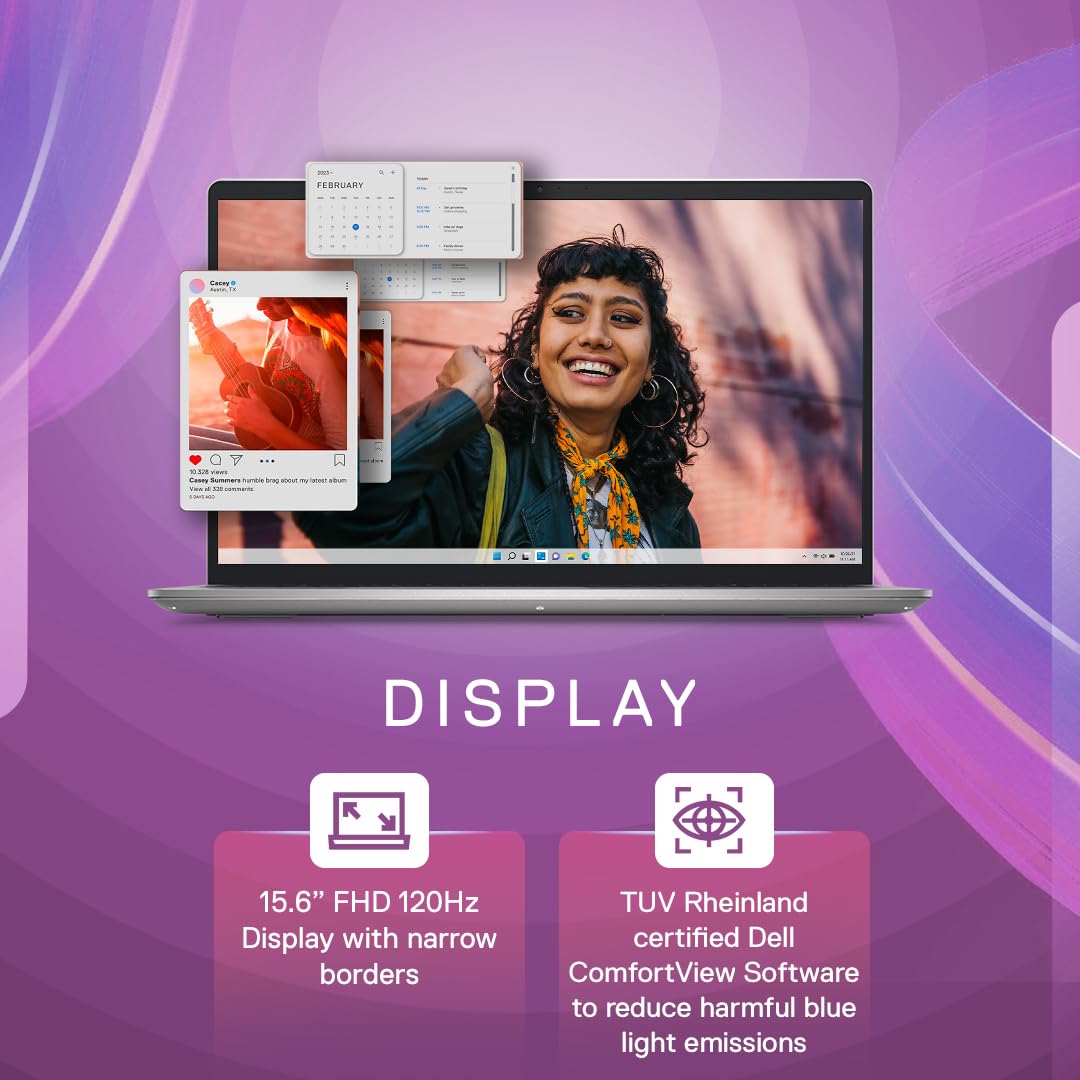 2023
FEBRUARY
Cacey
Austin, TX
10.328 views
Casey Summers humble brag about my latest album
View all 328 comments
DISPLAY
15.6” FHD 120Hz
Display with narrow
borders
TUV Rheinland
certified Dell
ComfortView Software
to reduce harmful blue
light emissions